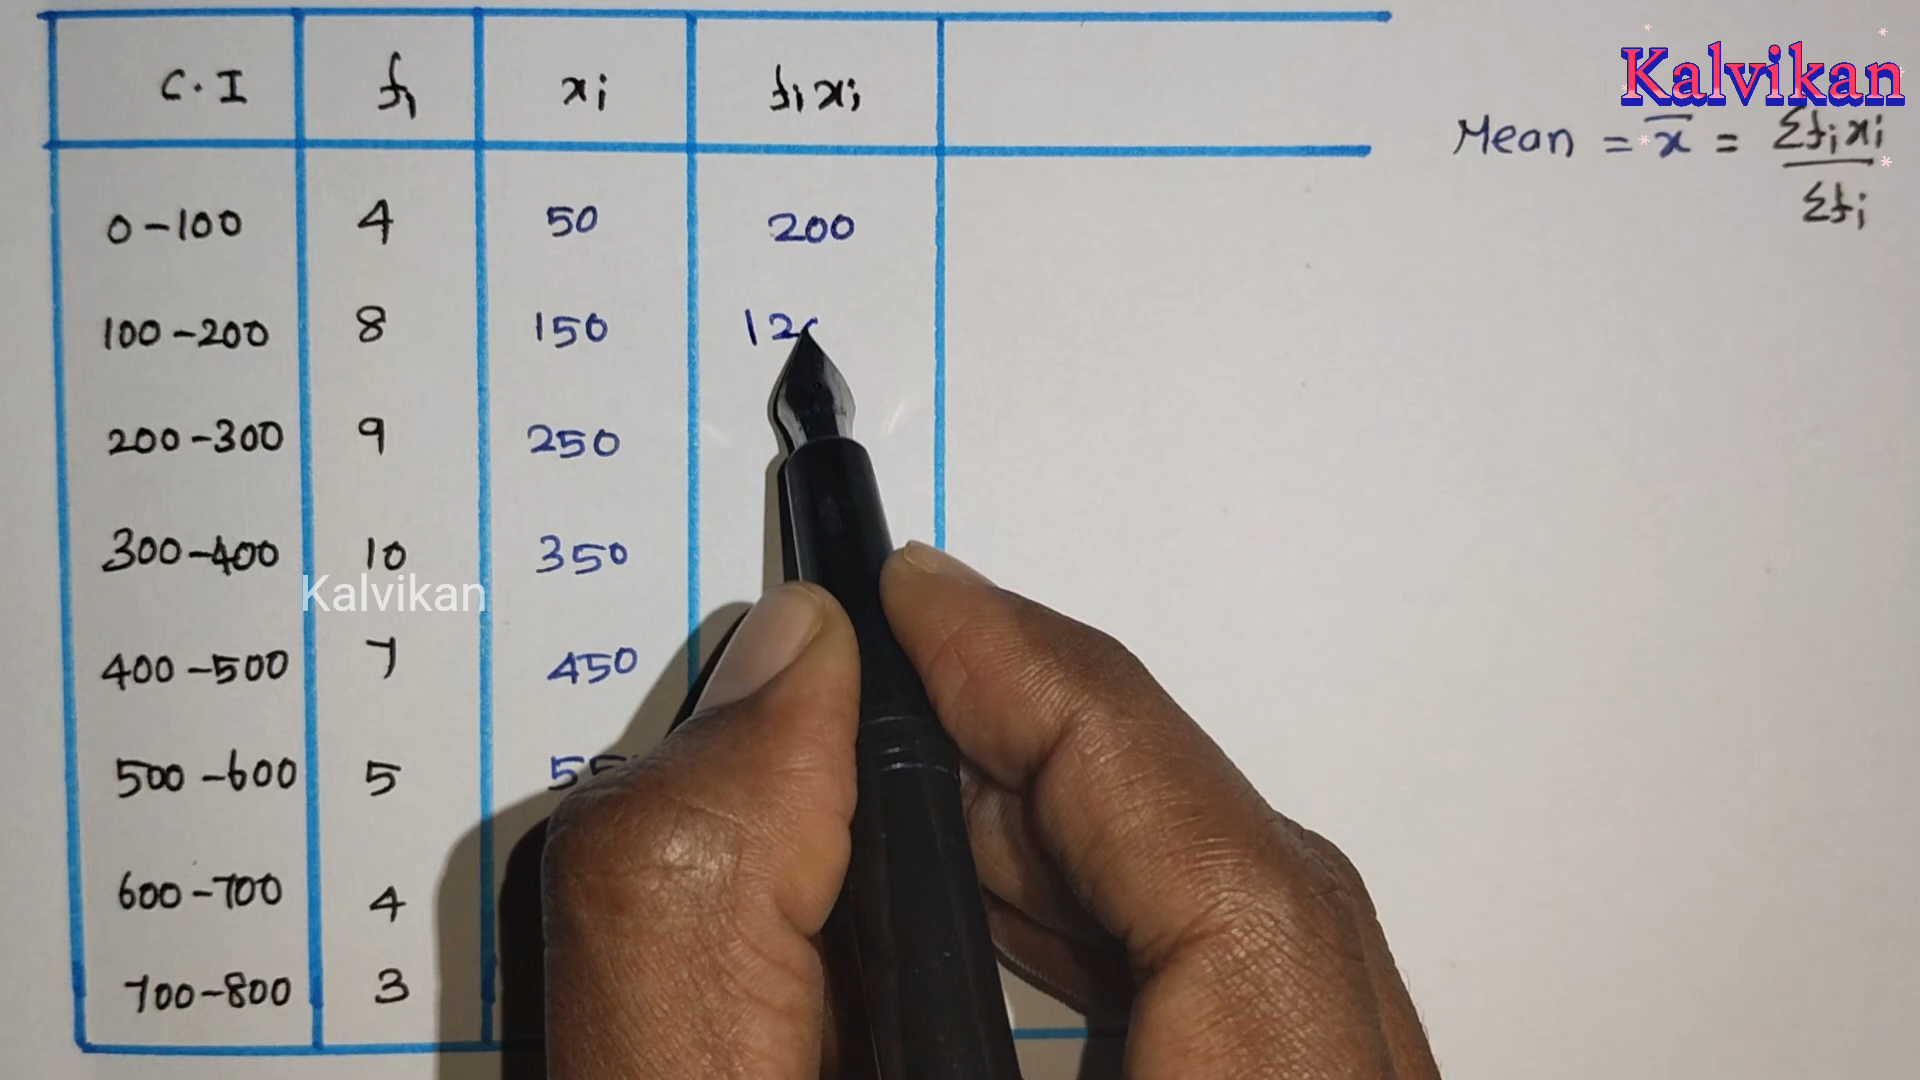 Kalvikan
C.I fi xi fixi
Mean = x̄ = Σfixi / Σfi
0-100 4 50 200
100-200 8 150
200-300 9 250
300-400 10 350
Kalvikan
400-500 7 450
500-600 5
600-700 4
700-800 3